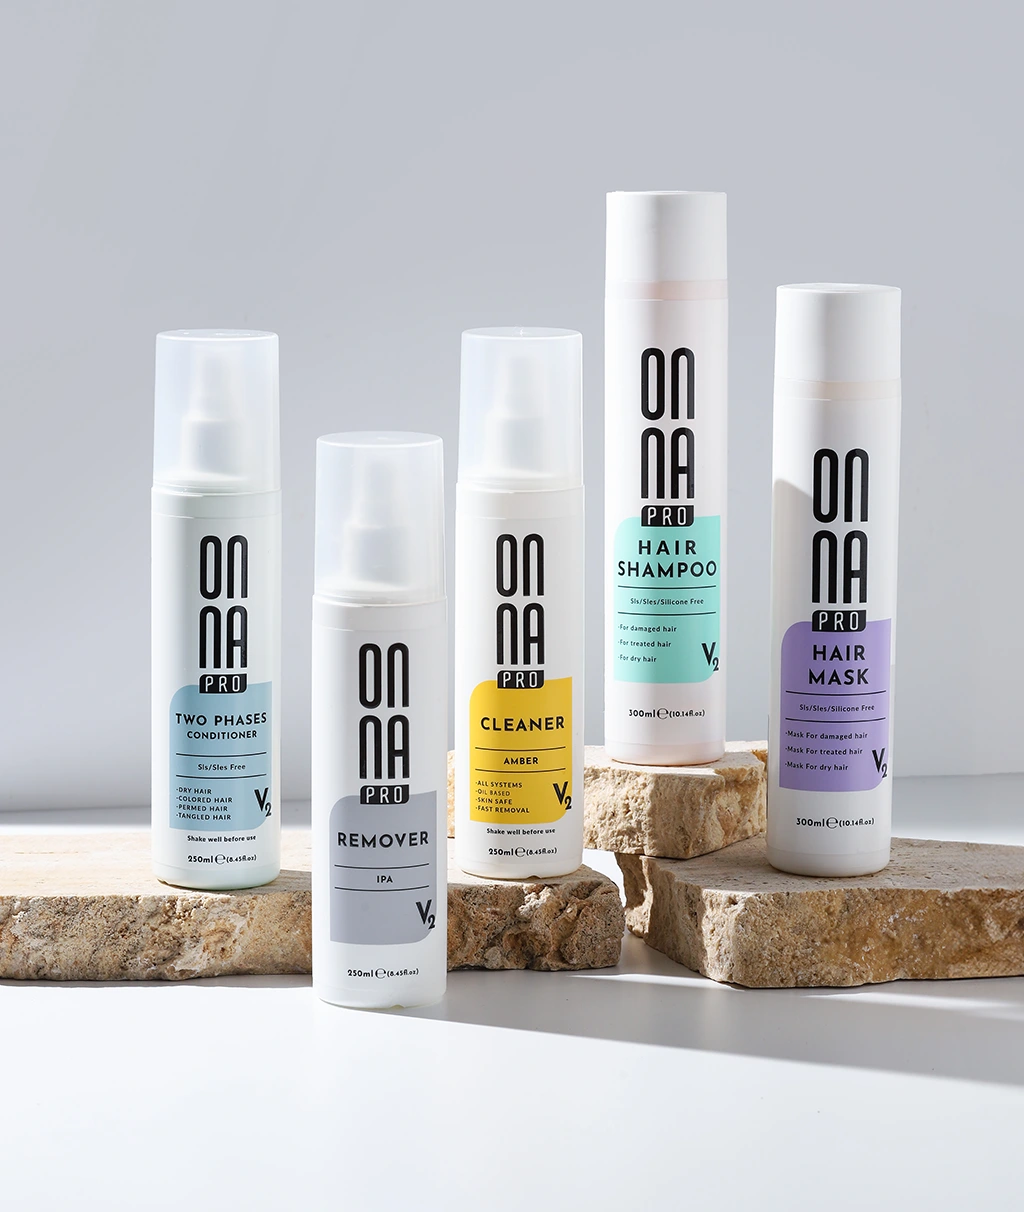 ON
NA
PRO
TWO PHASES
CONDITIONER
Sls/Sles Free
-DRY HAIR
-COLORED HAIR
-PERMED HAIR
-TANGLED HAIR
V2
Shake well before use
250ml ℮ (8.45fl.oz)
ON
NA
PRO
REMOVER
IPA
V2
250ml ℮ (8.45fl.oz)
ON
NA
PRO
CLEANER
AMBER
-ALL SYSTEMS
-OIL BASED
-SKIN SAFE
-FAST REMOVAL
V2
Shake well before use
250ml ℮ (8.45fl.oz)
ON
NA
PRO
HAIR
SHAMPOO
Sls/Sles/Silicone Free
-For damaged hair
-For treated hair
-For dry hair
V2
300ml ℮ (10.14fl.oz)
ON
NA
PRO
HAIR
MASK
Sls/Sles/Silicone Free
-Mask For damaged hair
-Mask For treated hair
-Mask For dry hair
V2
300ml ℮ (10.14fl.oz)